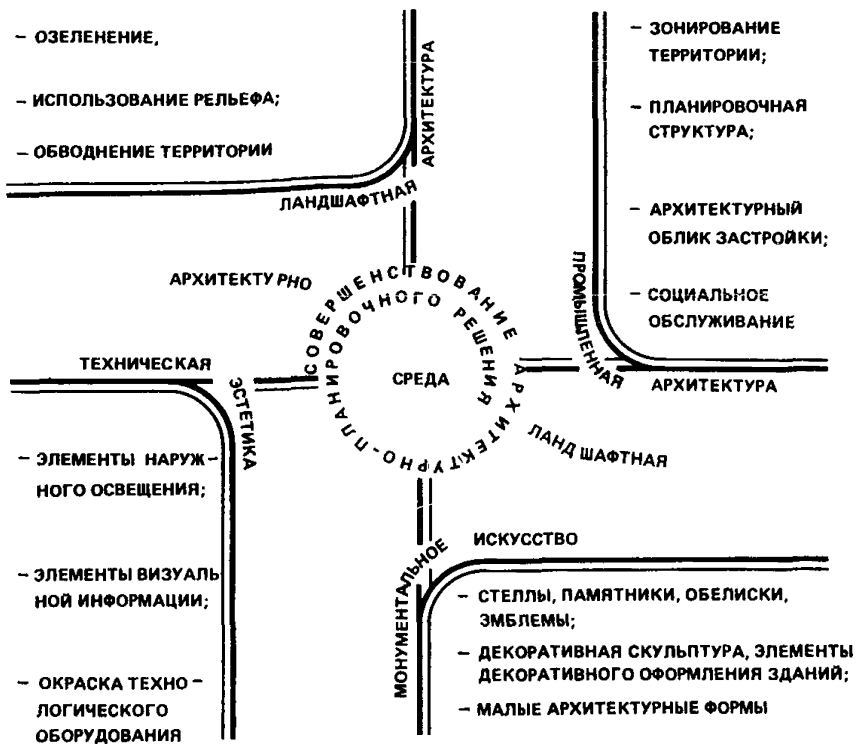 – ОЗЕЛЕНЕНИЕ,
– ИСПОЛЬЗОВАНИЕ РЕЛЬЕФА;
– ОБВОДНЕНИЕ ТЕРРИТОРИИ
ЛАНДШАФТНАЯ
АРХИТЕКТУРА
– ЗОНИРОВАНИЕ
ТЕРРИТОРИИ;
– ПЛАНИРОВОЧНАЯ
СТРУКТУРА;
– АРХИТЕКТУРНЫЙ
ОБЛИК ЗАСТРОЙКИ;
– СОЦИАЛЬНОЕ
ОБСЛУЖИВАНИЕ
ПРОМЫШЛЕННАЯ
АРХИТЕКТУРА
АРХИТЕКТУРНО
СОВЕРШЕНСТВОВАНИЕ АРХИТЕКТУРНО-ПЛАНИРОВОЧНОГО РЕШЕНИЯ
СРЕДА
ЛАНДШАФТНАЯ
ТЕХНИЧЕСКАЯ
ЭСТЕТИКА
– ЭЛЕМЕНТЫ НАРУЖ –
НОГО ОСВЕЩЕНИЯ;
– ЭЛЕМЕНТЫ ВИЗУАЛЬ
НОЙ ИНФОРМАЦИИ;
– ОКРАСКА ТЕХНО –
ЛОГИЧЕСКОГО
ОБОРУДОВАНИЯ
МОНУМЕНТАЛЬНОЕ
ИСКУССТВО
– СТЕЛЛЫ, ПАМЯТНИКИ, ОБЕЛИСКИ,
ЭМБЛЕМЫ;
– ДЕКОРАТИВНАЯ СКУЛЬПТУРА, ЭЛЕМЕНТЫ
ДЕКОРАТИВНОГО ОФОРМЛЕНИЯ ЗДАНИЙ;
– МАЛЫЕ АРХИТЕКТУРНЫЕ ФОРМЫ